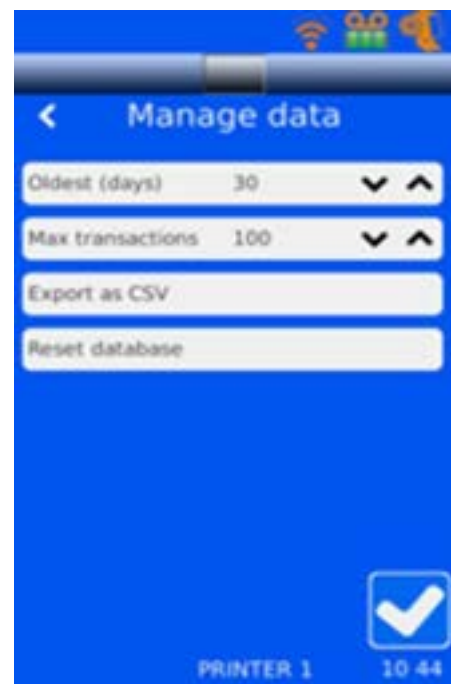 Manage data
Oldest (days) 30
Max transactions 100
Export as CSV
Reset database
PRINTER 1 10 44